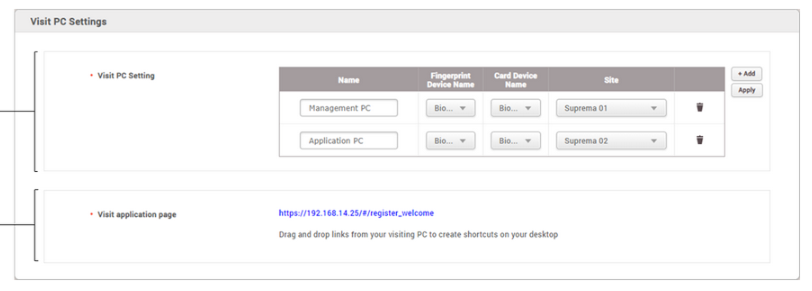 Visit PC Settings
• Visit PC Setting
Name Fingerprint Device Name Card Device Name Site
+ Add
Apply
Management PC Bio... Bio... Suprema 01
Application PC Bio... Bio... Suprema 02
• Visit application page
https://192.168.14.25/#/register_welcome
Drag and drop links from your visiting PC to create shortcuts on your desktop